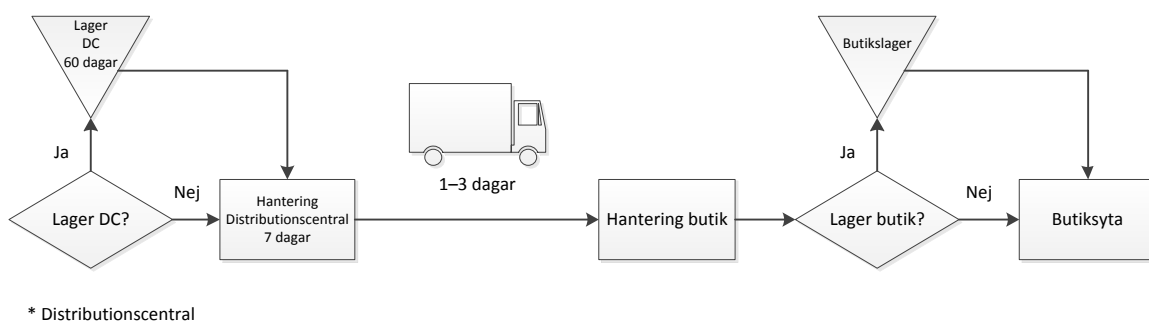 Lager
DC
60 dagar
Butikslager
Ja
Nej
1–3 dagar
Ja
Nej
Lager DC?
Hantering
Distributionscentral
7 dagar
Hantering butik
Lager butik?
Butiksyta
* Distributionscentral